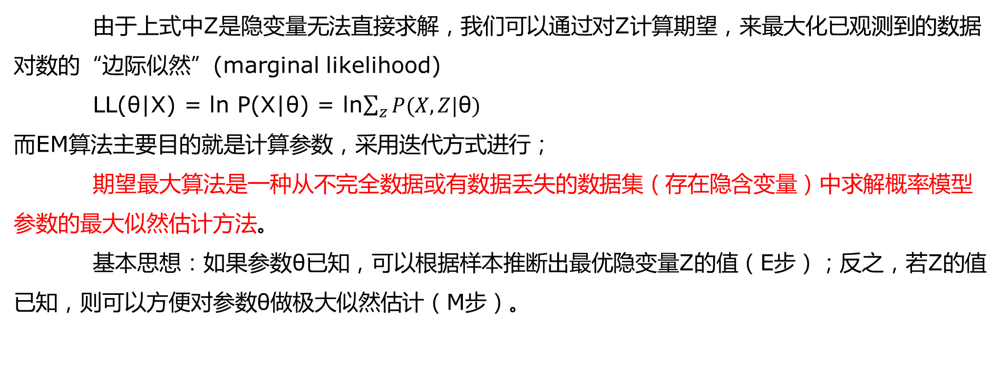 由于上式中Z是隐变量无法直接求解，我们可以通过对Z计算期望，来最大化已观测到的数据
对数的“边际似然”(marginal likelihood)
LL(θ|X) = ln P(X|θ) = ln∑_z P(X,Z|θ)
而EM算法主要目的就是计算参数，采用迭代方式进行；
期望最大算法是一种从不完全数据或有数据丢失的数据集（存在隐含变量）中求解概率模型
参数的最大似然估计方法。
基本思想：如果参数θ已知，可以根据样本推断出最优隐变量Z的值（E步）；反之，若Z的值
已知，则可以方便对参数θ做极大似然估计（M步）。